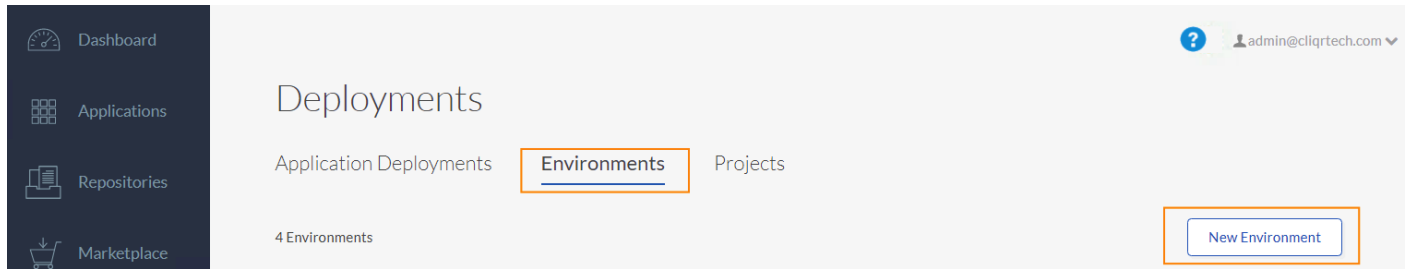 Dashboard
Applications
Repositories
Marketplace
?
admin@cliqrtech.com
Deployments
Application Deployments Environments Projects
4 Environments
New Environment